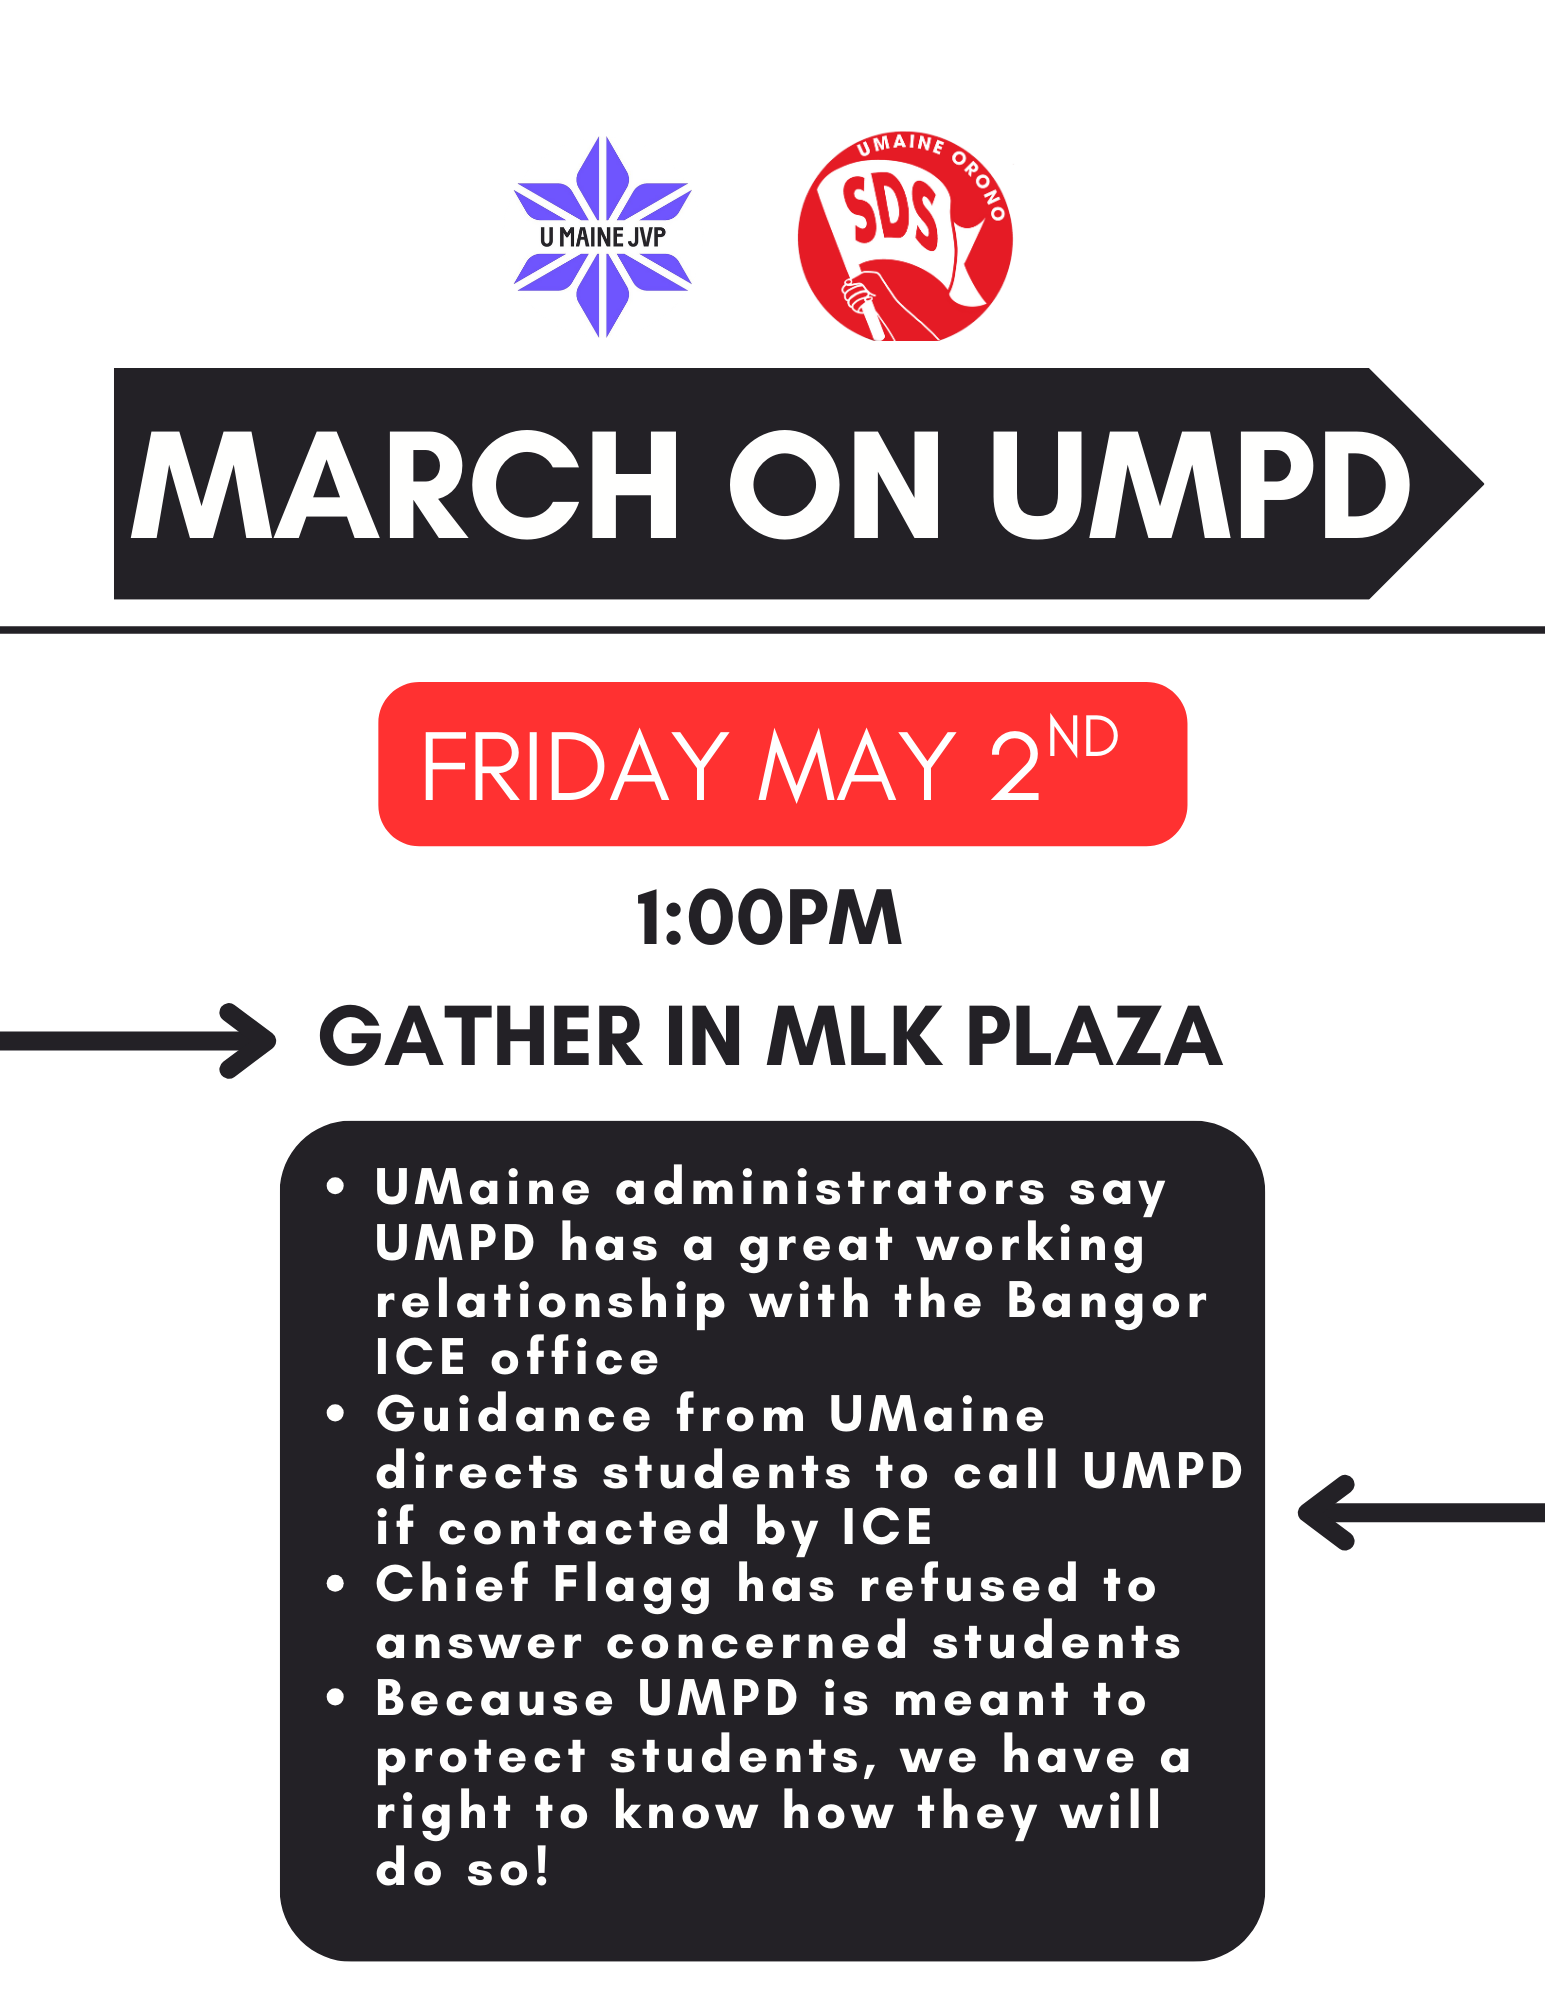 U MAINE JVP
UMAINE ORONO
SDS
MARCH ON UMPD
FRIDAY MAY 2ND
1:00PM
GATHER IN MLK PLAZA
• UMaine administrators say
UMPD has a great working
relationship with the Bangor
ICE office
• Guidance from UMaine
directs students to call UMPD
if contacted by ICE
• Chief Flagg has refused to
answer concerned students
• Because UMPD is meant to
protect students, we have a
right to know how they will
do so!